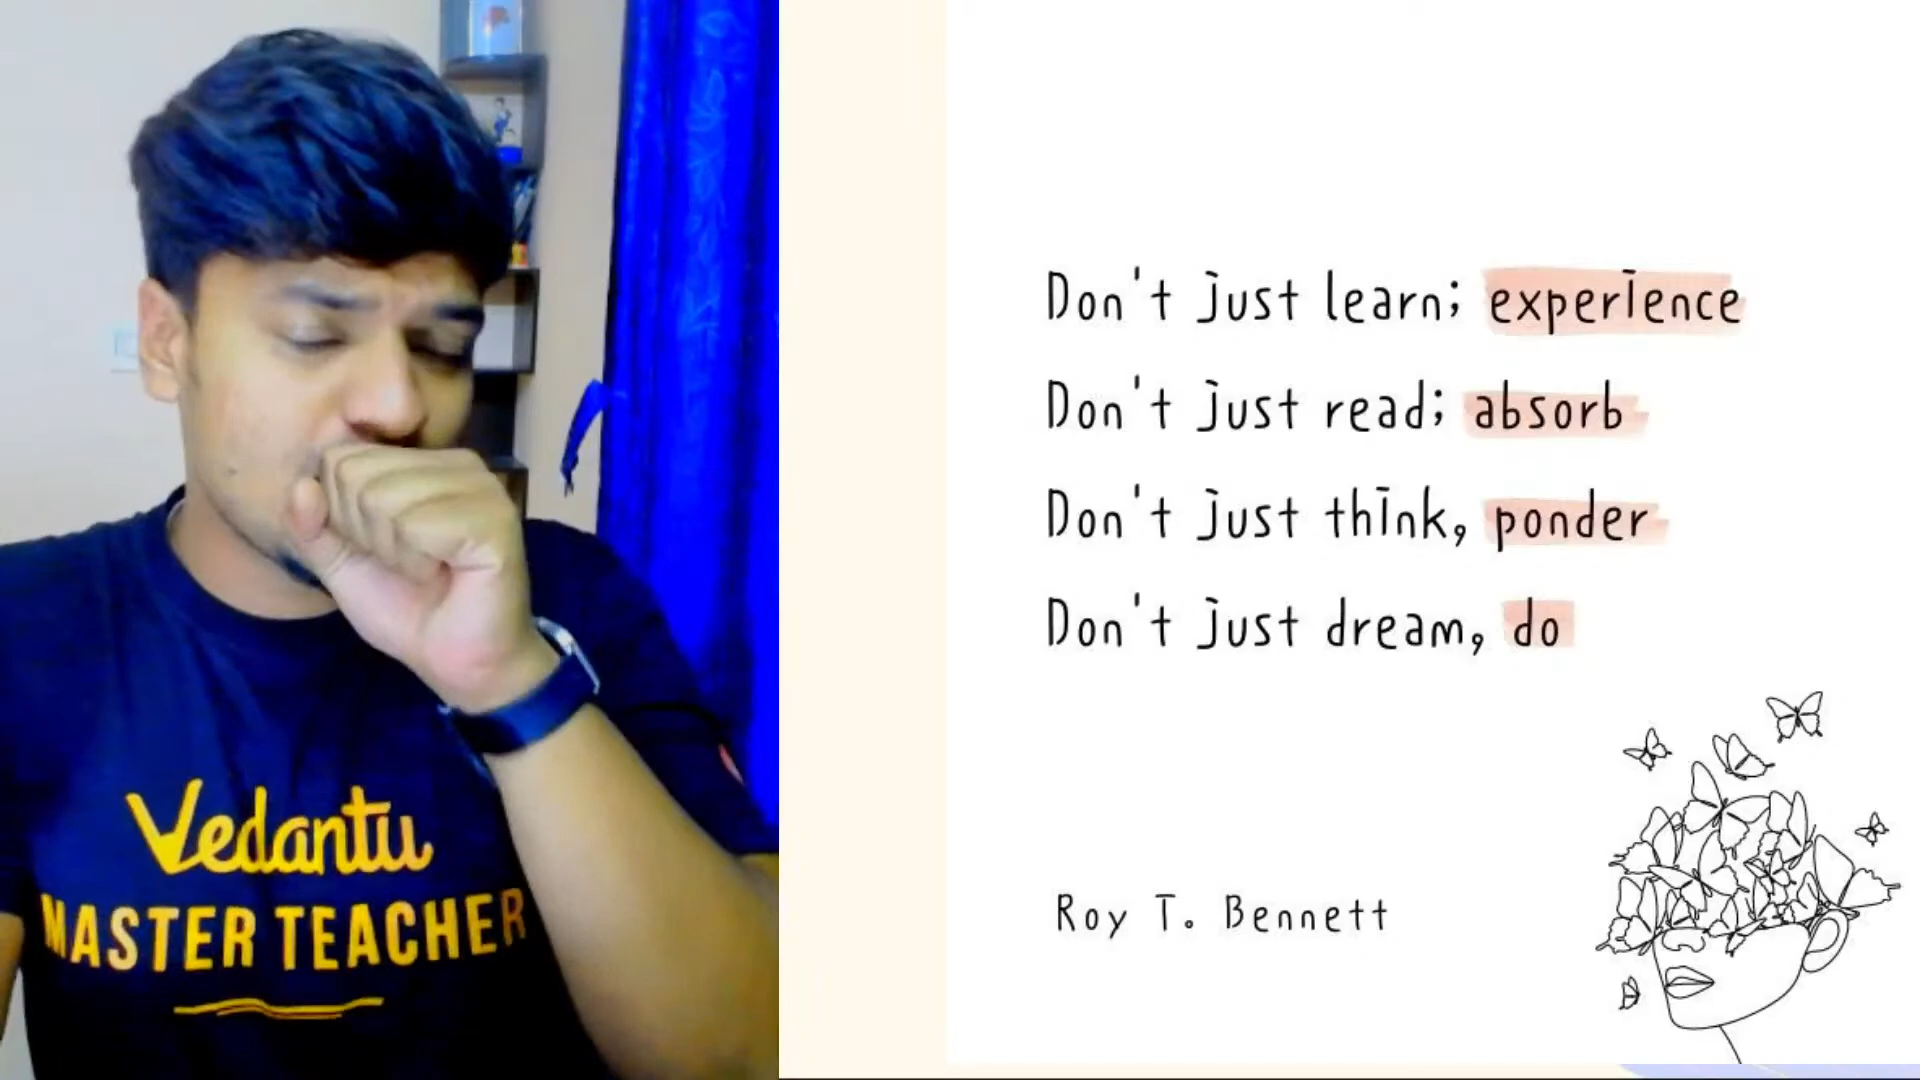 Vedantu
MASTER TEACHER
Don't just learn; experience
Don't just read; absorb
Don't just think, ponder
Don't just dream, do
Roy T. Bennett